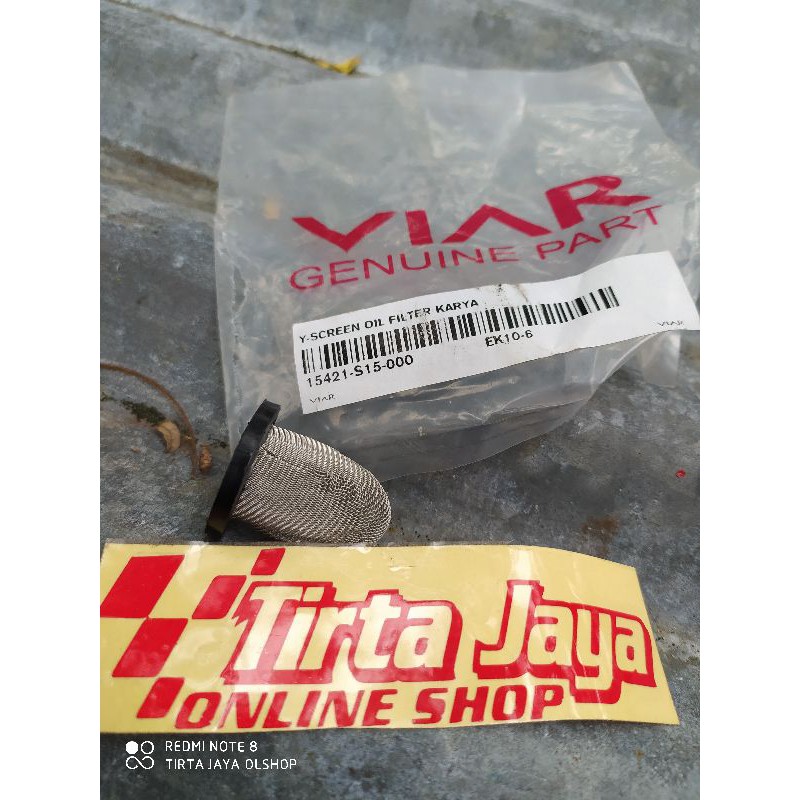 VIAR
GENUINE PART
Y-SCREEN OIL FILTER KARYA
15421-S15-000
EK10-6
VIAR
VIAR
Tirta Jaya
ONLINE SHOP
REDMI NOTE 8
TIRTA JAYA OLSHOP